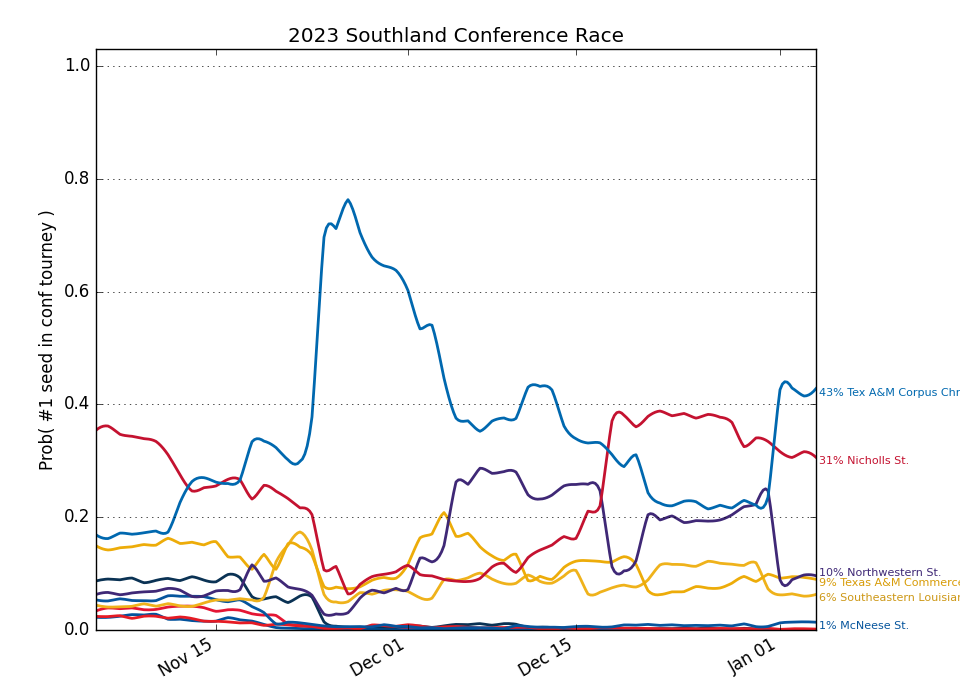 2023 Southland Conference Race
Prob( #1 seed in conf tourney )
1.0
0.8
0.6
0.4
0.2
0.0
Nov 15
Dec 01
Dec 15
Jan 01
43% Tex A&M Corpus Chr
31% Nicholls St.
10% Northwestern St.
9% Texas A&M Commerce
6% Southeastern Louisian
1% McNeese St.